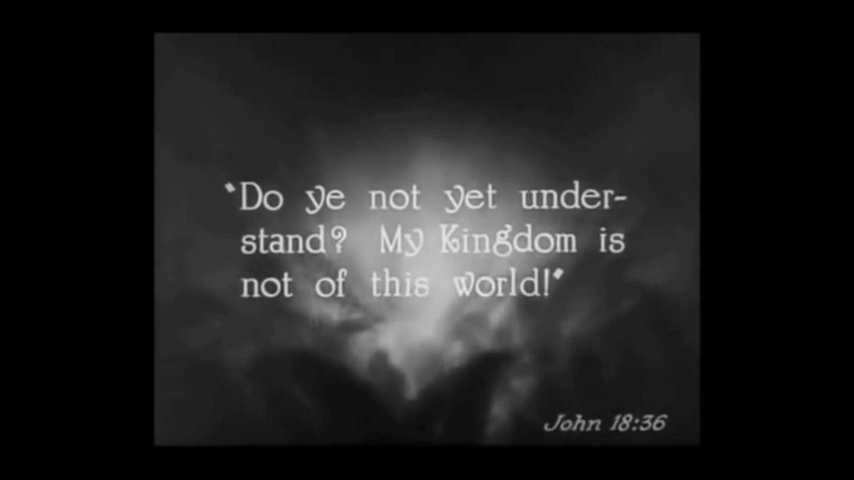 "Do ye not yet under-
stand? My Kingdom is
not of this world!"
John 18:36